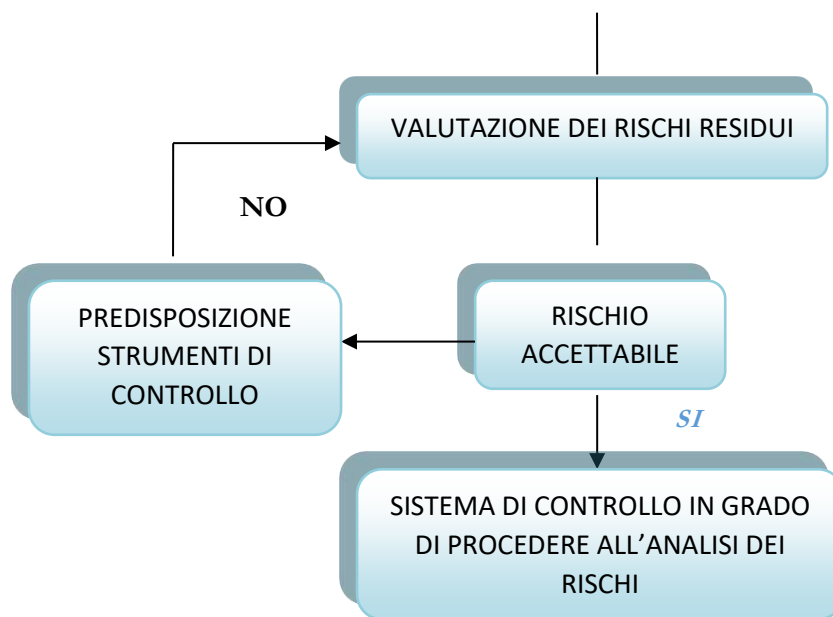 VALUTAZIONE DEI RISCHI RESIDUI
NO
PREDISPOSIZIONE
STRUMENTI DI
CONTROLLO
RISCHIO
ACCETTABILE
SI
SISTEMA DI CONTROLLO IN GRADO
DI PROCEDERE ALL’ANALISI DEI
RISCHI